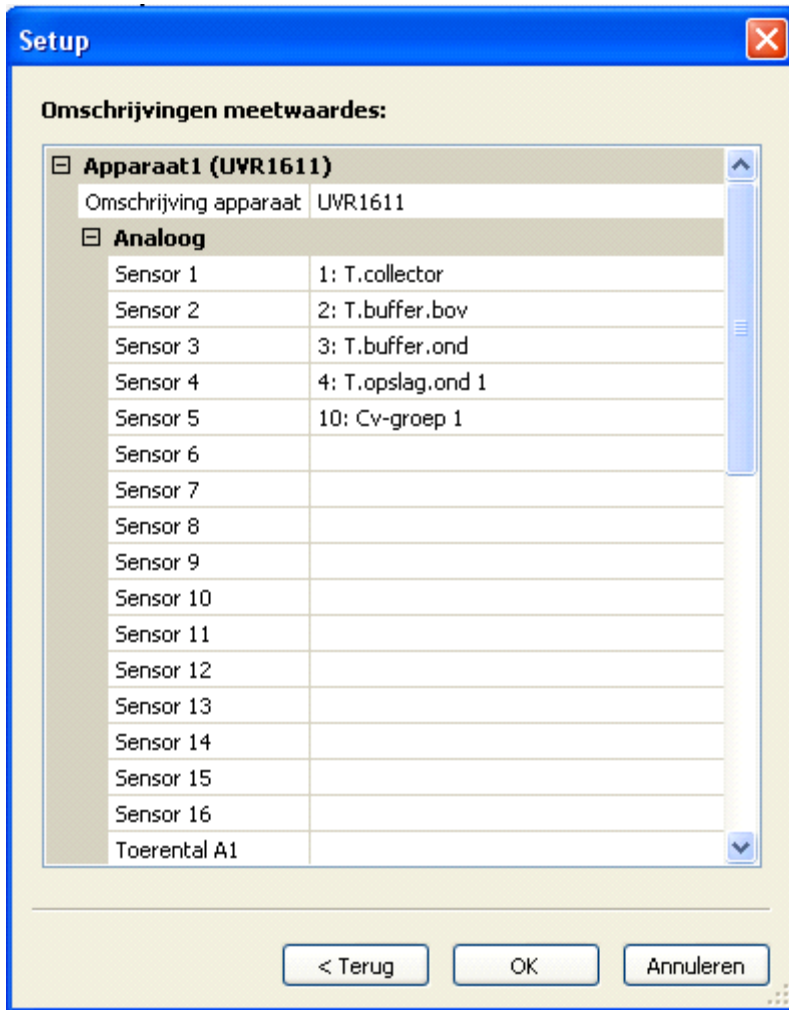 Setup
Omschrijvingen meetwaardes:
Apparaat1 (UVR1611)
Omschrijving apparaat UVR1611
Analoog
Sensor 1 1: T.collector
Sensor 2 2: T.buffer.bov
Sensor 3 3: T.buffer.ond
Sensor 4 4: T.opslag.ond 1
Sensor 5 10: Cv-groep 1
Sensor 6
Sensor 7
Sensor 8
Sensor 9
Sensor 10
Sensor 11
Sensor 12
Sensor 13
Sensor 14
Sensor 15
Sensor 16
Toerental A1
< Terug OK Annuleren